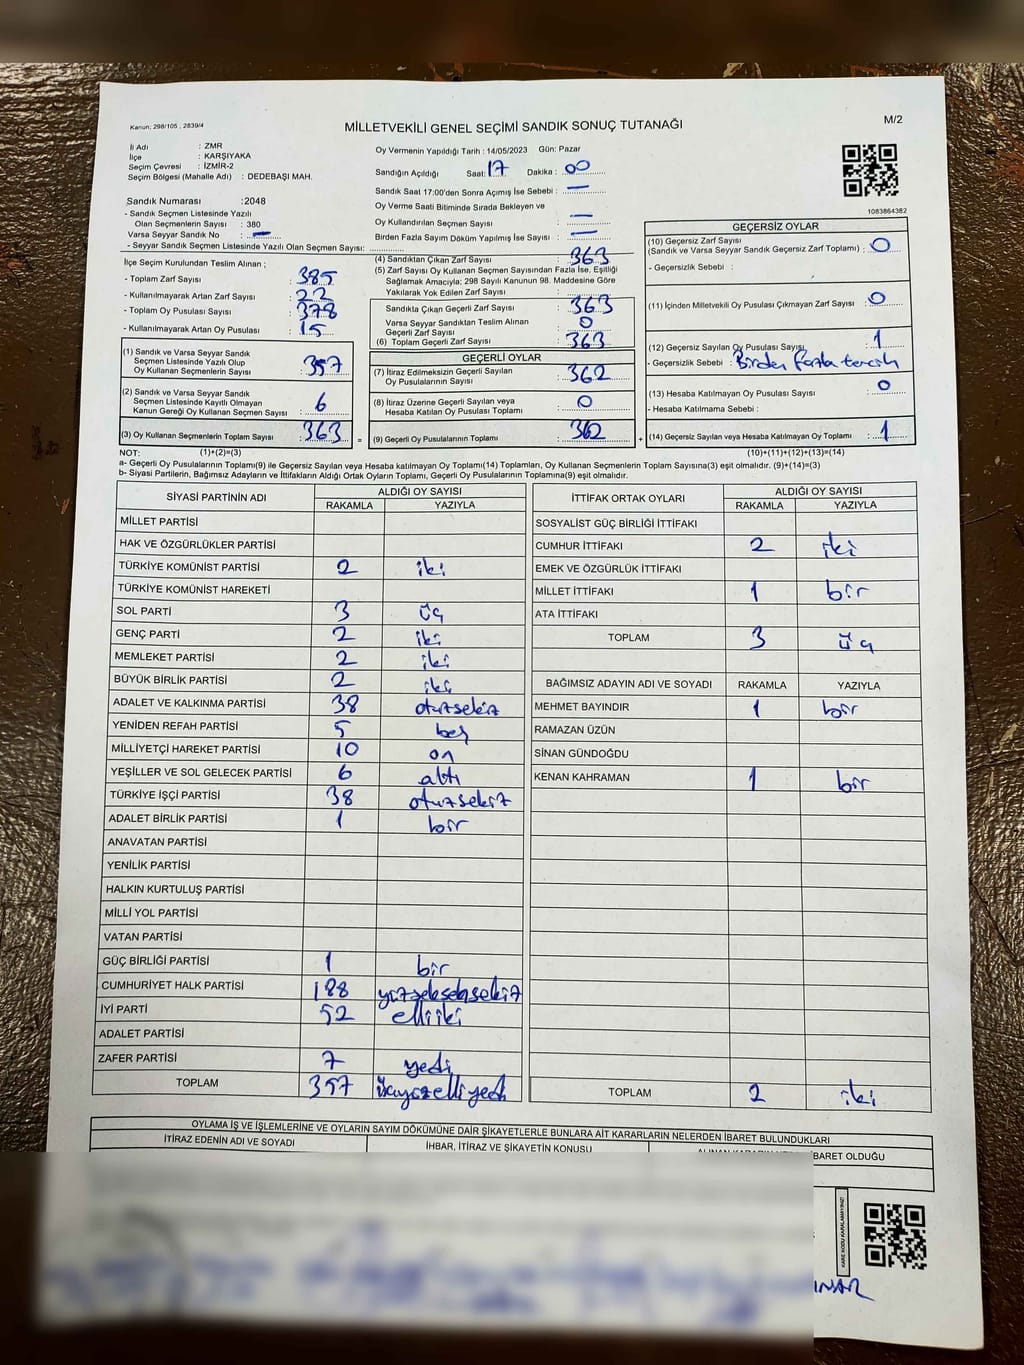 Kanun; 298/105 , 2839/4
MİLLETVEKİLİ GENEL SEÇİMİ SANDIK SONUÇ TUTANAĞI
M/2
İl Adı : ZMR
İlçe : KARŞIYAKA
Seçim Çevresi : İZMİR-2
Seçim Bölgesi (Mahalle Adı) : DEDEBAŞI MAH.
Sandık Numarası :2048
- Sandık Seçmen Listesinde Yazılı
Olan Seçmenlerin Sayısı : 380
Varsa Seyyar Sandık No : —
- Seyyar Sandık Seçmen Listesinde Yazılı Olan Seçmen Sayısı:
Oy Vermenin Yapıldığı Tarih : 14/05/2023 Gün: Pazar
Sandığın Açıldığı Saat: 17 Dakika : 00
Sandık Saat 17:00'den Sonra Açımış İse Sebebi : —
Oy Verme Saati Bitiminde Sırada Bekleyen ve
Oy Kullandırılan Seçmen Sayısı : —
Birden Fazla Sayım Döküm Yapılmış İse Sayısı : —
1083864382
İlçe Seçim Kurulundan Teslim Alınan ;
- Toplam Zarf Sayısı : 385
- Kullanılmayarak Artan Zarf Sayısı : 22
- Toplam Oy Pusulası Sayısı : 378
- Kullanılmayarak Artan Oy Pusulası : 15
(1) Sandık ve Varsa Seyyar Sandık
Seçmen Listesinde Yazılı Olup
Oy Kullanan Seçmenlerin Sayısı : 357
(2) Sandık ve Varsa Seyyar Sandık
Seçmen Listesinde Kayıtlı Olmayan
Kanun Gereği Oy Kullanan Seçmen Sayısı : 6
(3) Oy Kullanan Seçmenlerin Toplam Sayısı : 363
(4) Sandıktan Çıkan Zarf Sayısı : 363
(5) Zarf Sayısı Oy Kullanan Seçmen Sayısından Fazla İse, Eşitliği
Sağlamak Amacıyla; 298 Sayılı Kanunun 98. Maddesine Göre
Yakılarak Yok Edilen Zarf Sayısı :
Sandıkta Çıkan Geçerli Zarf Sayısı : 363
Varsa Seyyar Sandıktan Teslim Alınan
Geçerli Zarf Sayısı : 0
(6) Toplam Geçerli Zarf Sayısı : 363
GEÇERLİ OYLAR
(7) İtiraz Edilmeksizin Geçerli Sayılan
Oy Pusulalarının Sayısı : 362
(8) İtiraz Üzerine Geçerli Sayılan veya
Hesaba Katılan Oy Pusulası Toplamı : 0
= (9) Geçerli Oy Pusulalarının Toplamı : 362 +
GEÇERSİZ OYLAR
(10) Geçersiz Zarf Sayısı
(Sandık ve Varsa Seyyar Sandık Geçersiz Zarf Toplamı) : 0
- Geçersizlik Sebebi :
(11) İçinden Milletvekili Oy Pusulası Çıkmayan Zarf Sayısı : 0
(12) Geçersiz Sayılan Oy Pusulası Sayısı : 1
- Geçersizlik Sebebi : Birden fazla tercih
(13) Hesaba Katılmayan Oy Pusulası Sayısı : 0
- Hesaba Katılmama Sebebi :
(14) Geçersiz Sayılan veya Hesaba Katılmayan Oy Toplamı : 1
NOT: (1)+(2)=(3) (10)+(11)+(12)+(13)=(14)
a- Geçerli Oy Pusulalarının Toplamı(9) ile Geçersiz Sayılan veya Hesaba katılmayan Oy Toplamı(14) Toplamları, Oy Kullanan Seçmenlerin Toplam Sayısına(3) eşit olmalıdır. (9)+(14)=(3)
b- Siyasi Partilerin, Bağımsız Adayların ve İttifakların Aldığı Ortak Oyların Toplamı, Geçerli Oy Pusulalarının Toplamına(9) eşit olmalıdır.
SİYASİ PARTİNİN ADI ALDIĞI OY SAYISI
RAKAMLA YAZIYLA
MİLLET PARTİSİ
HAK VE ÖZGÜRLÜKLER PARTİSİ
TÜRKİYE KOMÜNİST PARTİSİ 2 iki
TÜRKİYE KOMÜNİST HAREKETİ
SOL PARTİ 3 üç
GENÇ PARTİ 2 iki
MEMLEKET PARTİSİ 2 iki
BÜYÜK BİRLİK PARTİSİ 2 iki
ADALET VE KALKINMA PARTİSİ 38 otuzsekiz
YENİDEN REFAH PARTİSİ 5 beş
MİLLİYETÇİ HAREKET PARTİSİ 10 on
YEŞİLLER VE SOL GELECEK PARTİSİ 6 altı
TÜRKİYE İŞÇİ PARTİSİ 38 otuzsekiz
ADALET BİRLİK PARTİSİ 1 bir
ANAVATAN PARTİSİ
YENİLİK PARTİSİ
HALKIN KURTULUŞ PARTİSİ
MİLLİ YOL PARTİSİ
VATAN PARTİSİ
GÜÇ BİRLİĞİ PARTİSİ 1 bir
CUMHURİYET HALK PARTİSİ 188 yüzseksensekiz
İYİ PARTİ 52 elliiki
ADALET PARTİSİ
ZAFER PARTİSİ 7 yedi
TOPLAM 357 üçyüzelliyedi
İTTİFAK ORTAK OYLARI ALDIĞI OY SAYISI
RAKAMLA YAZIYLA
SOSYALİST GÜÇ BİRLİĞİ İTTİFAKI
CUMHUR İTTİFAKI 2 iki
EMEK VE ÖZGÜRLÜK İTTİFAKI
MİLLET İTTİFAKI 1 bir
ATA İTTİFAKI
TOPLAM 3 üç
BAĞIMSIZ ADAYIN ADI VE SOYADI RAKAMLA YAZIYLA
MEHMET BAYINDIR 1 bir
RAMAZAN ÜZÜN
SİNAN GÜNDOĞDU
KENAN KAHRAMAN 1 bir
TOPLAM 2 iki
OYLAMA İŞ VE İŞLEMLERİNE VE OYLARIN SAYIM DÖKÜMÜNE DAİR ŞİKAYETLERLE BUNLARA AİT KARARLARIN NELERDEN İBARET BULUNDUKLARI
İTİRAZ EDENİN ADI VE SOYADI İHBAR, İTİRAZ VE ŞİKAYETİN KONUSU İBARET OLDUĞU
KARE KODU KARALAMAYINIZ!